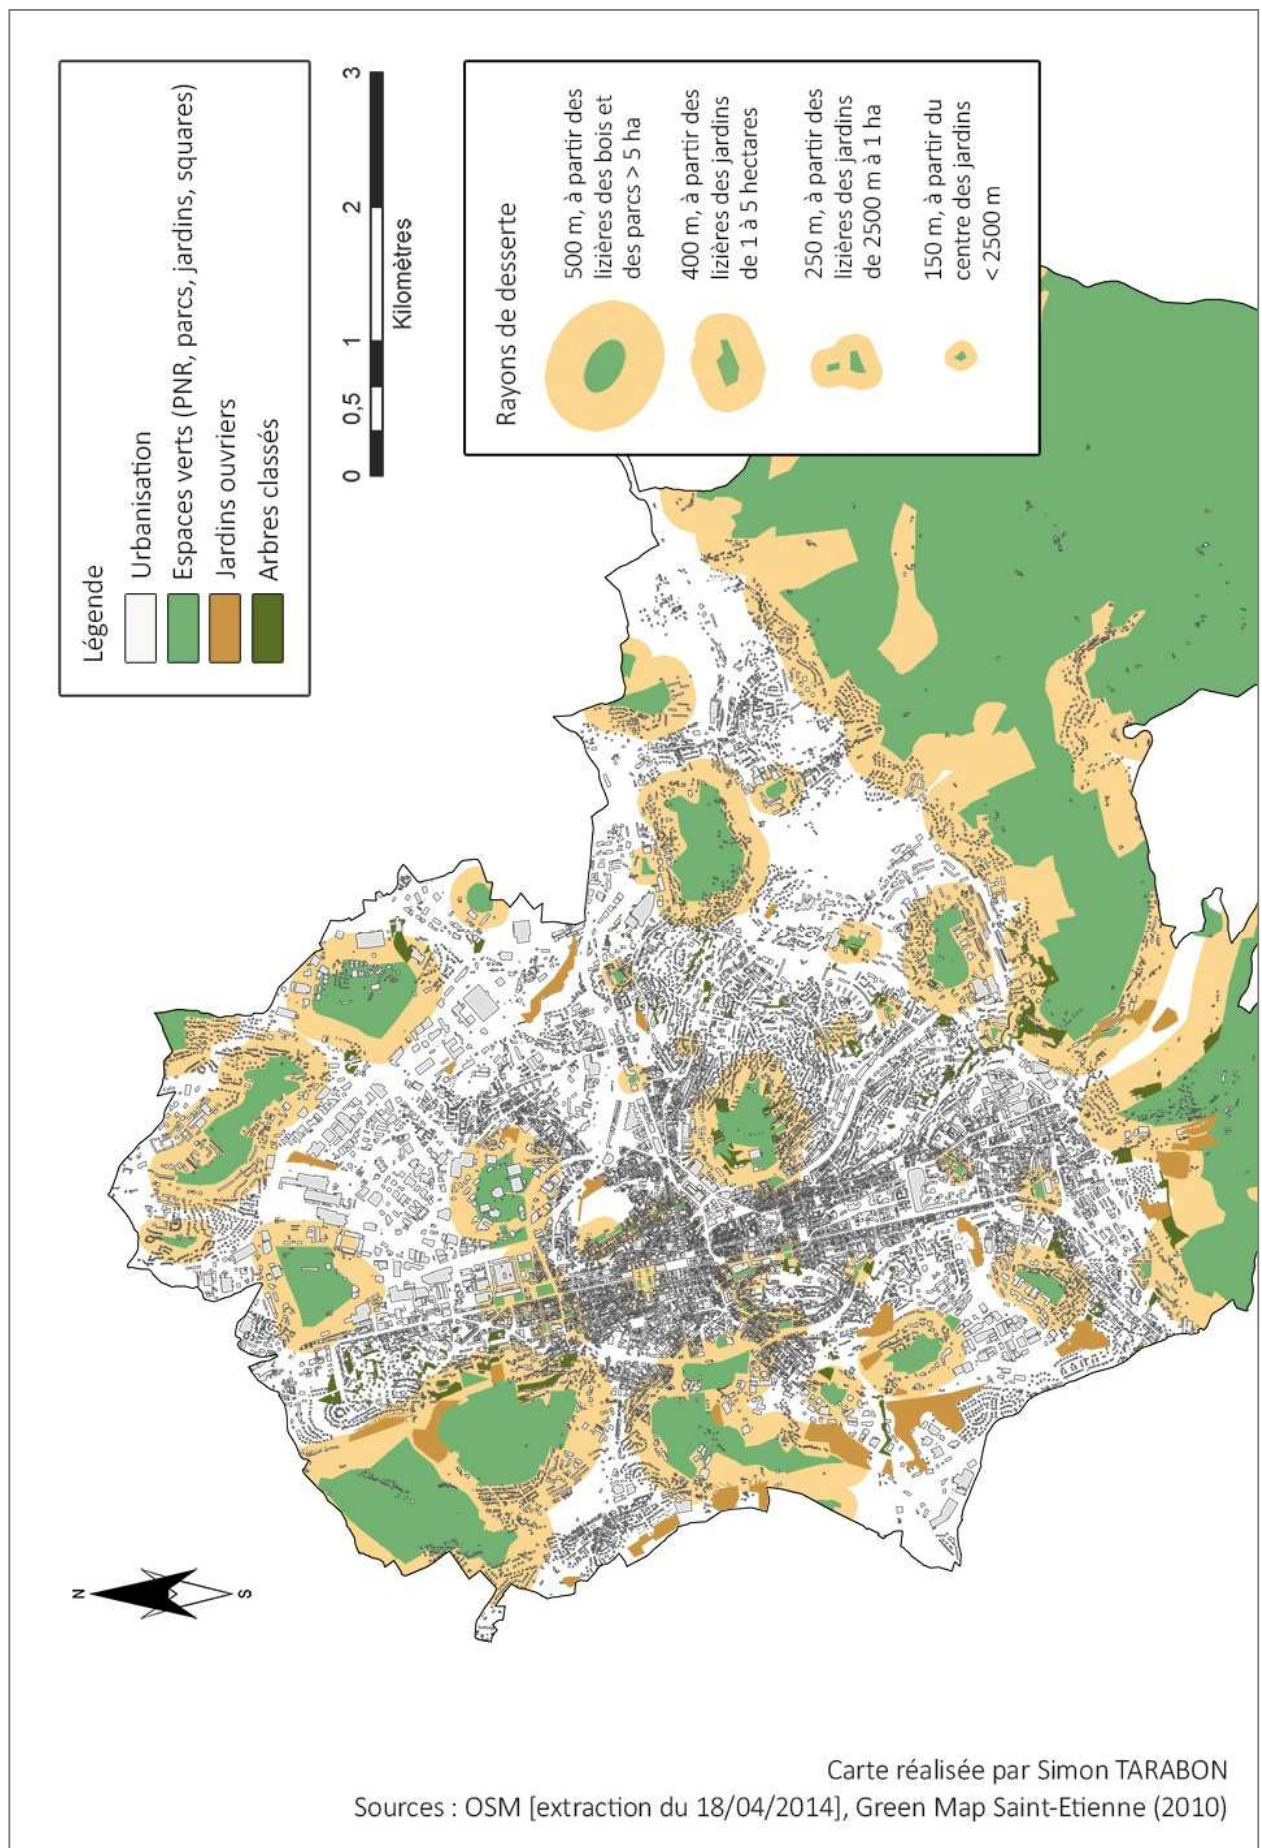 Légende
Urbanisation
Espaces verts (PNR, parcs, jardins, squares)
Jardins ouvriers
Arbres classés
0 0,5 1 2 3
Kilomètres
Rayons de desserte
500 m, à partir des
lizières des bois et
des parcs > 5 ha
400 m, à partir des
lizières des jardins
de 1 à 5 hectares
250 m, à partir des
lizières des jardins
de 2500 m à 1 ha
150 m, à partir du
centre des jardins
< 2500 m
N
S
Carte réalisée par Simon TARABON
Sources : OSM [extraction du 18/04/2014], Green Map Saint-Etienne (2010)